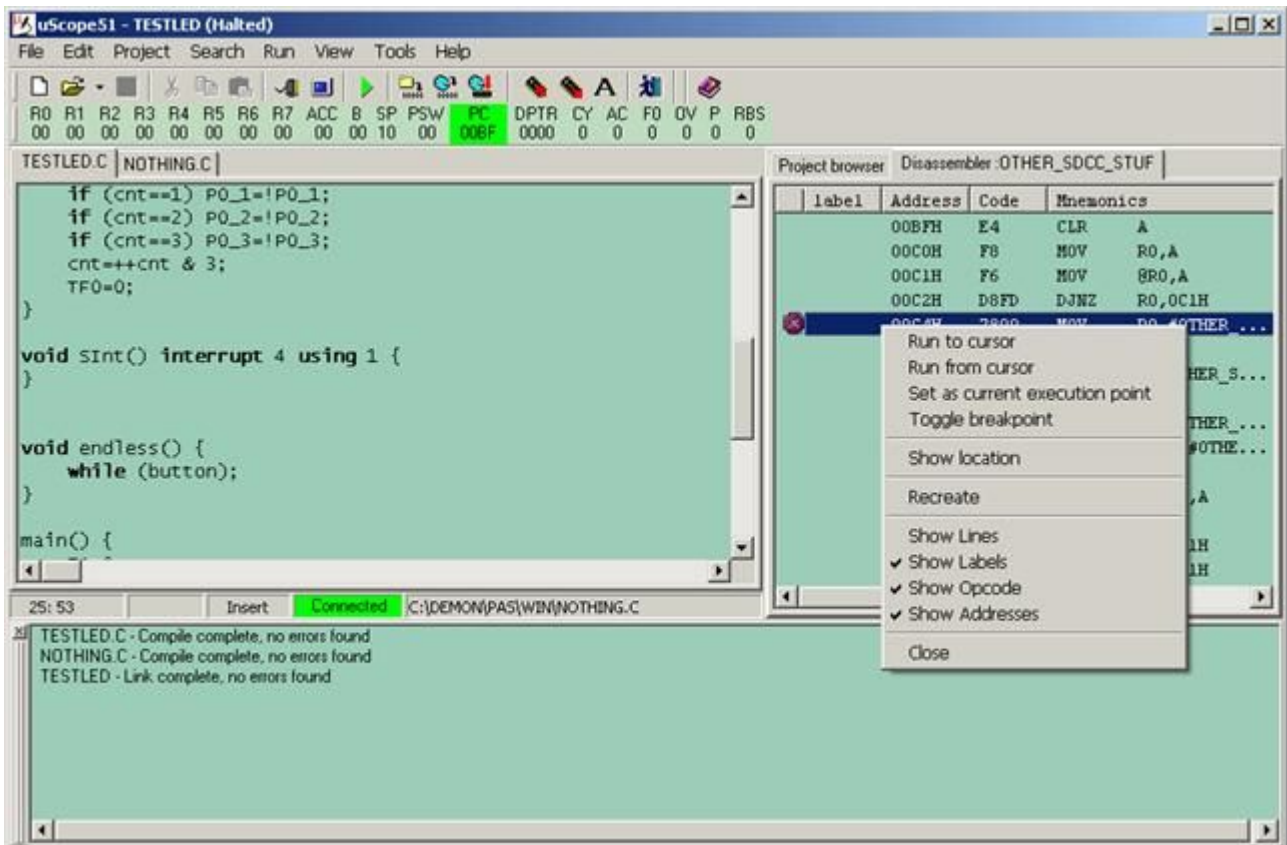 uScope51 - TESTLED (Halted)
File Edit Project Search Run View Tools Help
R0 R1 R2 R3 R4 R5 R6 R7 ACC B SP PSW PC DPTR CY AC F0 OV P RBS
00 00 00 00 00 00 00 00 00 00 10 00 00BF 0000 0 0 0 0 0 0
TESTLED.C NOTHING.C
if (cnt==1) P0_1=!P0_1;
if (cnt==2) P0_2=!P0_2;
if (cnt==3) P0_3=!P0_3;
cnt=++cnt & 3;
TF0=0;
}
void SInt() interrupt 4 using 1 {
}
void endless() {
while (button);
}
main() {
25: 53 Insert Connected C:\DEMON\PAS\WIN\NOTHING.C
Project browser Disassembler :OTHER_SDCC_STUF
label Address Code Mnemonics
00BFH E4 CLR A
00C0H F8 MOV R0,A
00C1H F6 MOV @R0,A
00C2H D8FD DJNZ R0,0C1H
Run to cursor
Run from cursor
Set as current execution point
Toggle breakpoint
Show location
Recreate
Show Lines
Show Labels
Show Opcode
Show Addresses
Close
HER_S...
THER_...
#OTHE...
,A
1H
1H
TESTLED.C - Compile complete, no errors found
NOTHING.C - Compile complete, no errors found
TESTLED - Link complete, no errors found